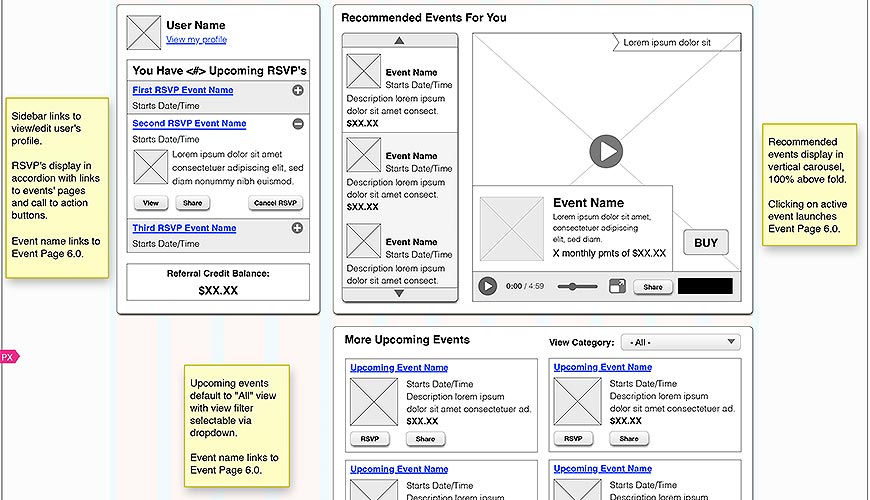 User Name
View my profile
You Have <#> Upcoming RSVP's
First RSVP Event Name
Starts Date/Time
Second RSVP Event Name
Starts Date/Time
Lorem ipsum dolor sit amet
consectetuer adipiscing elit, sed
diam nonummy nibh euismod.
View
Share
Cancel RSVP
Third RSVP Event Name
Starts Date/Time
Referral Credit Balance:
$XX.XX
Sidebar links to
view/edit user's
profile.
RSVP's display in
accordion with links
to events' pages
and call to action
buttons.
Event name links to
Event Page 6.0.
Recommended Events For You
Event Name
Starts Date/Time
Description lorem ipsum
dolor sit amet consect.
$XX.XX
Event Name
Starts Date/Time
Description lorem ipsum
dolor sit amet consect.
$XX.XX
Event Name
Starts Date/Time
Description lorem ipsum
dolor sit amet consect.
Lorem ipsum dolor sit
Event Name
Lorem ipsum dolor sit amet,
consectetuer adipiscing
elit, sed diam.
X monthly pmts of $XX.XX
BUY
0:00 / 4:59
Share
Recommended
events display in
vertical carousel,
100% above fold.
Clicking on active
event launches
Event Page 6.0.
PX
Upcoming events
default to "All" view
with view filter
selectable via
dropdown.
Event name links to
Event Page 6.0.
More Upcoming Events
View Category:
- All -
Upcoming Event Name
Starts Date/Time
Description lorem ipsum
dolor sit amet consectetuer ad.
$XX.XX
RSVP
Share
Upcoming Event Name
Starts Date/Time
Description lorem ipsum
dolor sit amet consectetuer ad.
$XX.XX
RSVP
Share
Upcoming Event Name
Starts Date/Time
Description lorem ipsum
Upcoming Event Name
Starts Date/Time
Description lorem ipsum